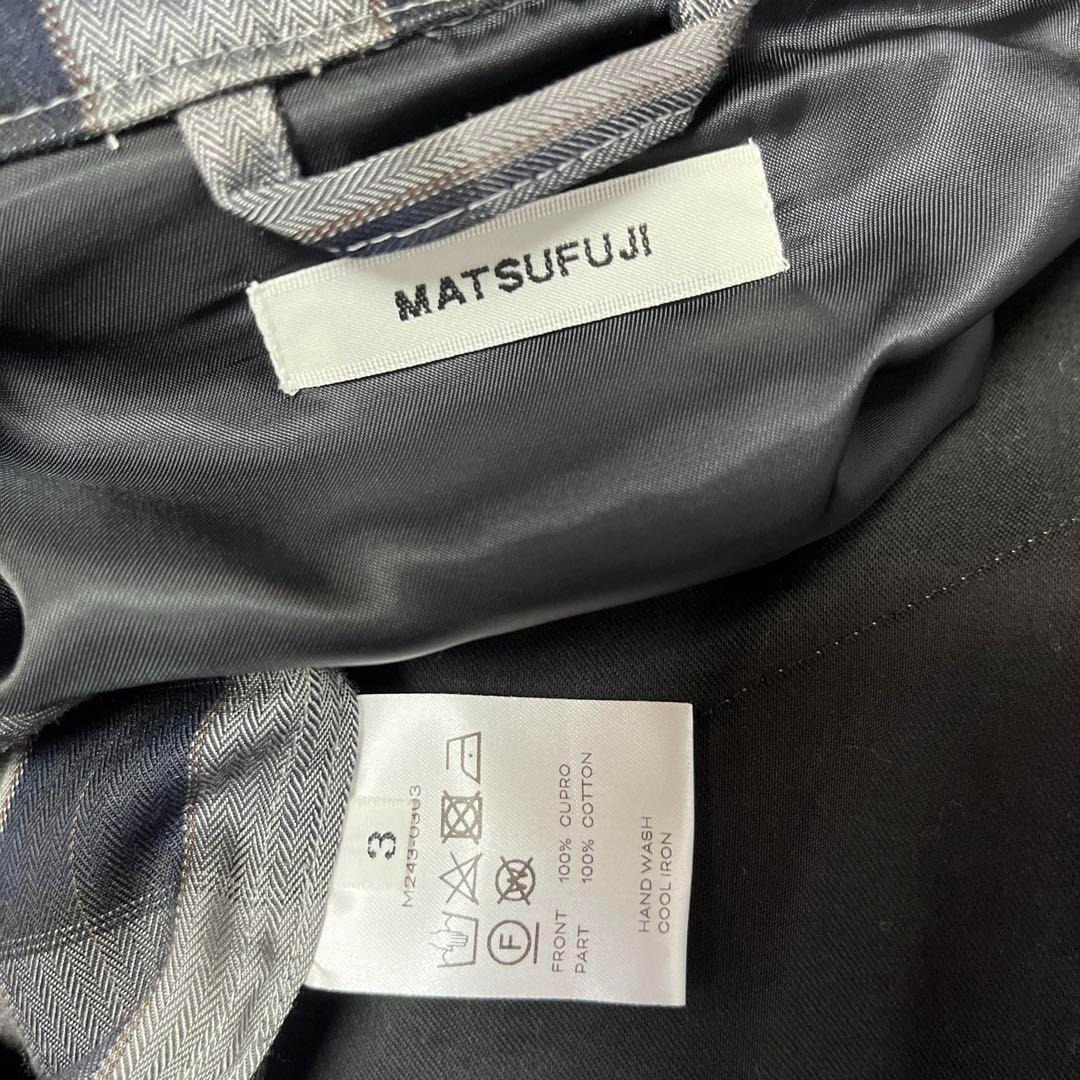 MATSUFUJI
3
M243-0303
W
F
FRONT 100% CUPRO
PART 100% COTTON
HAND WASH
COOL IRON